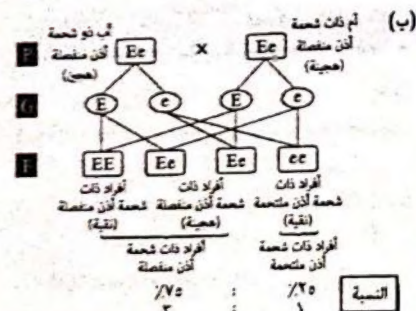 (ب)
أم ذات شحمة
أذن منفصلة
(هجينة)
أب ذو شحمة
أذن منفصلة
(هجين)
P Ee x Ee
G E e E e
F EE Ee Ee ee
أفراد ذات
شحمة أذن ملتحمة
(نقية)
أفراد ذات
شحمة أذن منفصلة
(هجينة)
أفراد ذات
شحمة أذن منفصلة
(نقية)
أفراد ذات شحمة
أذن ملتحمة
أفراد ذات شحمة
أذن منفصلة
النسبة ٢٥٪ : ٧٥٪
١ : ٣